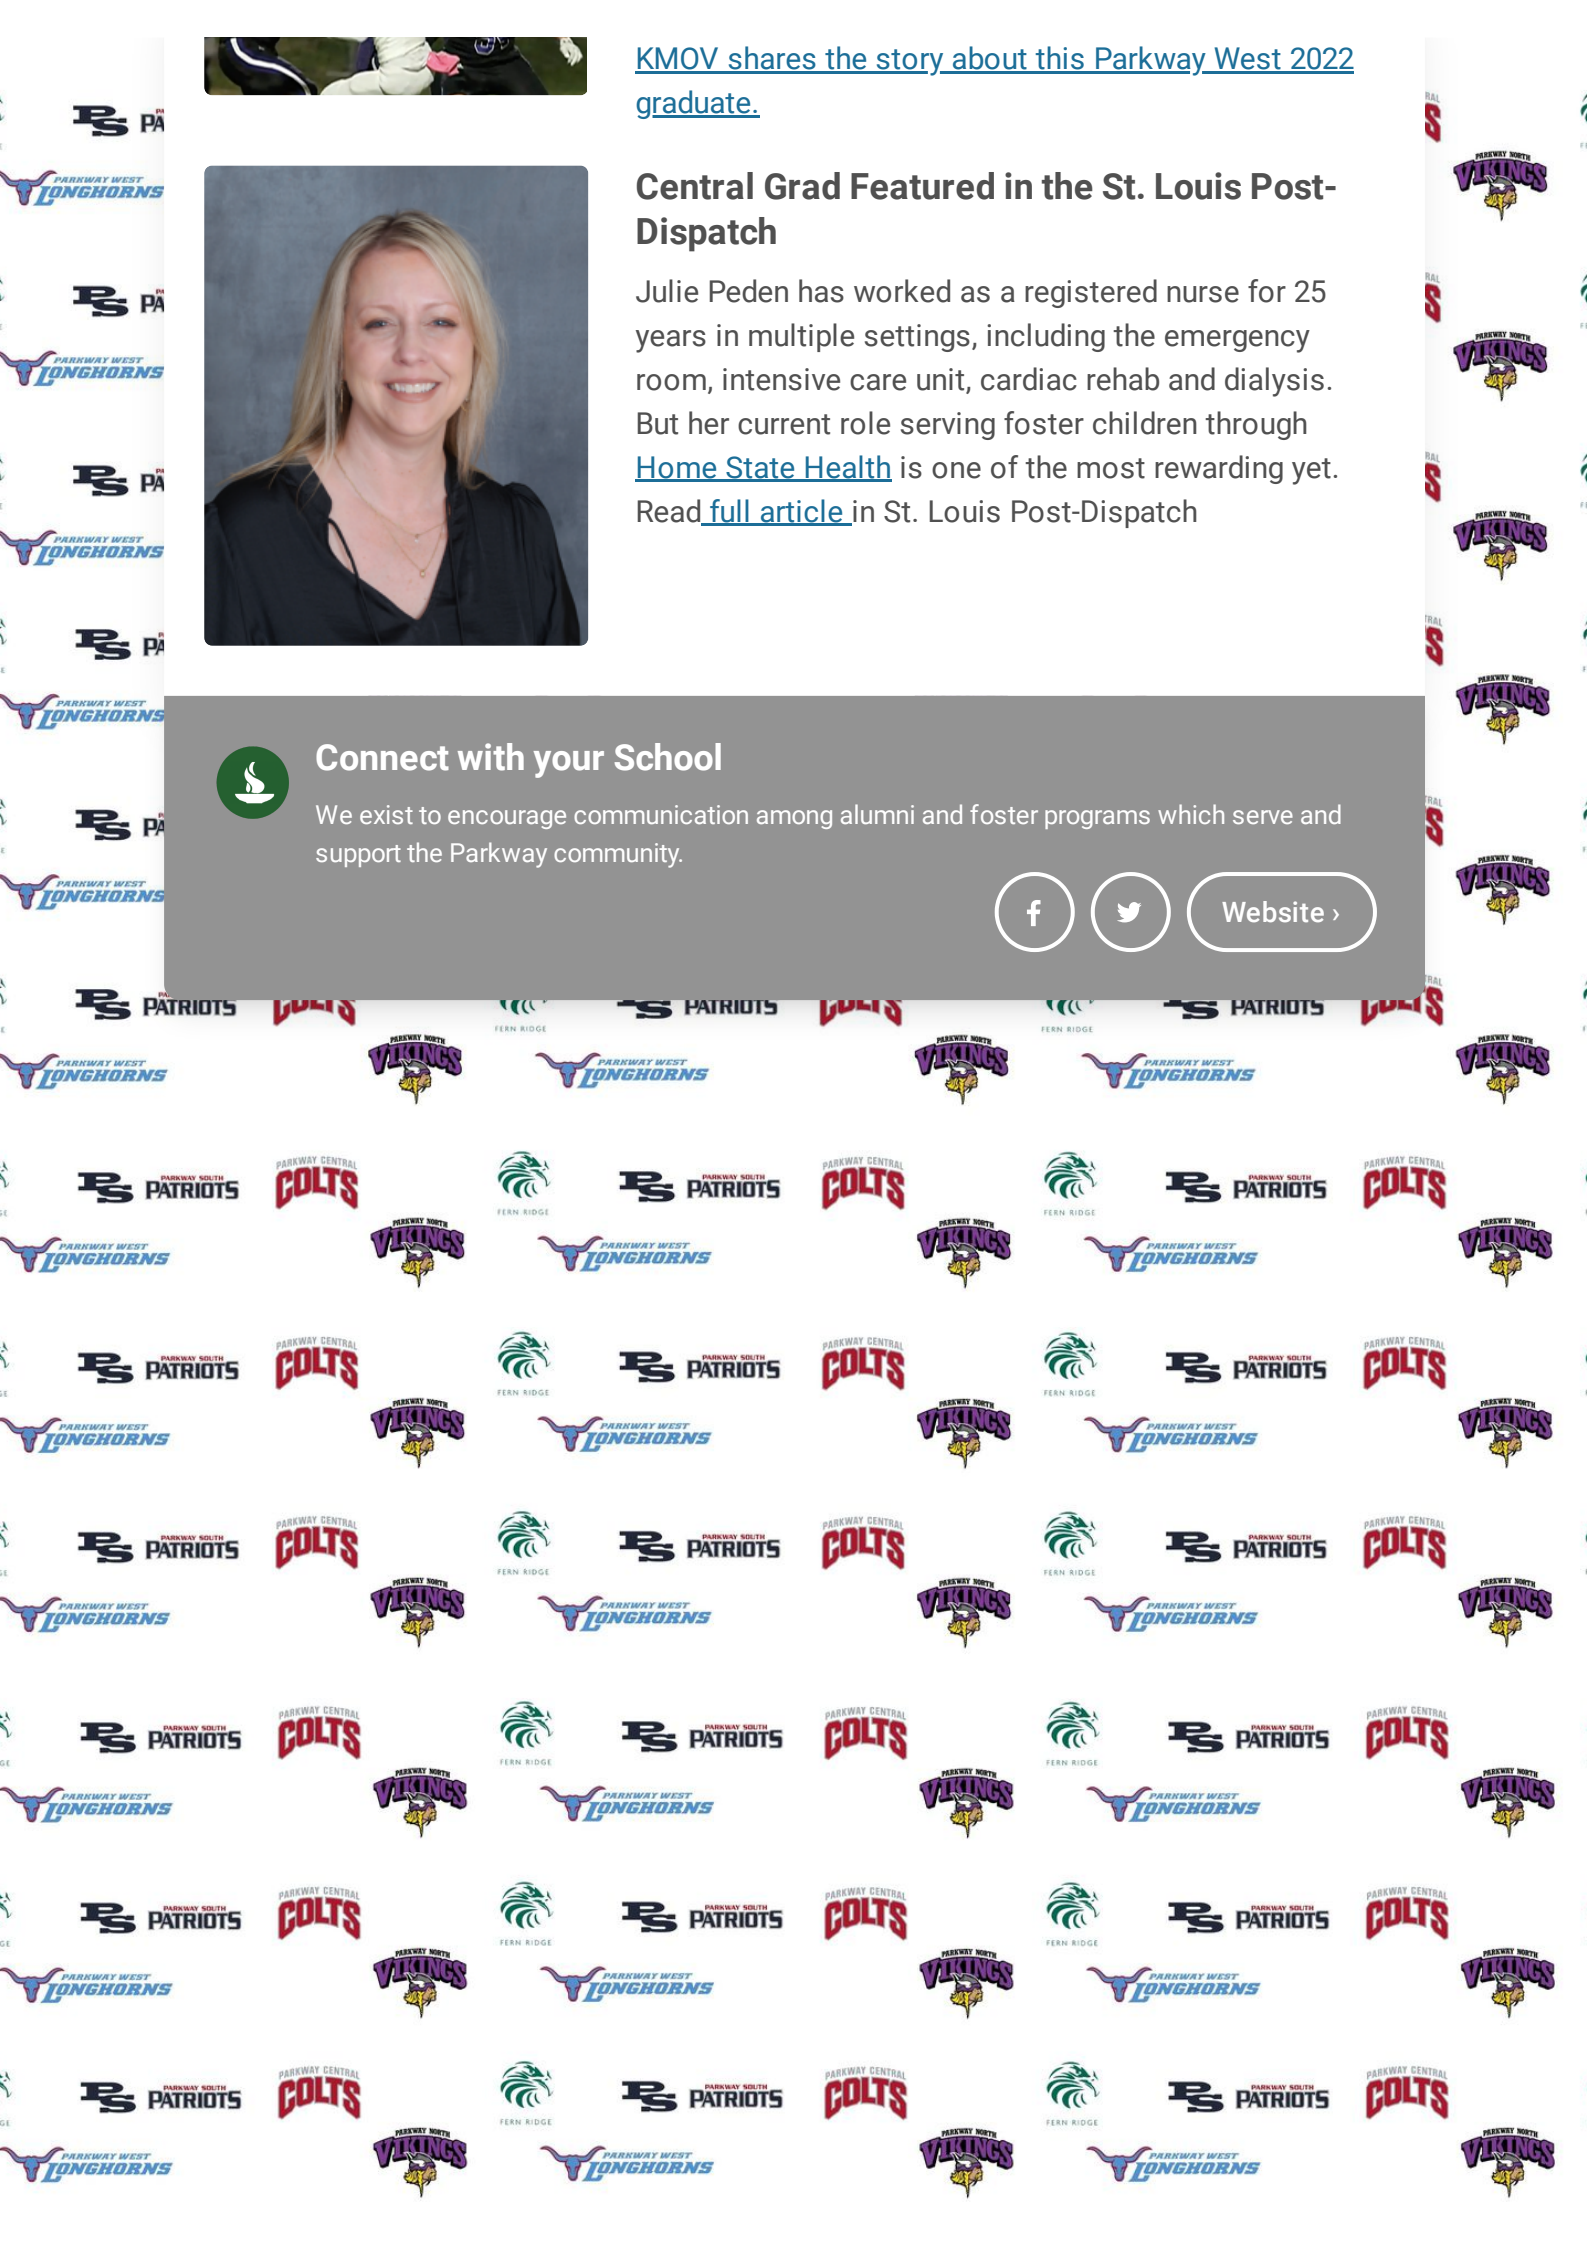 KMOV shares the story about this Parkway West 2022
graduate.
Central Grad Featured in the St. Louis Post-
Dispatch
Julie Peden has worked as a registered nurse for 25
years in multiple settings, including the emergency
room, intensive care unit, cardiac rehab and dialysis.
But her current role serving foster children through
Home State Health is one of the most rewarding yet.
Read full article in St. Louis Post-Dispatch
Connect with your School
We exist to encourage communication among alumni and foster programs which serve and
support the Parkway community.
Website ›
PARKWAY SOUTH
PATRIOTS
PARKWAY CENTRAL
COLTS
FERN RIDGE
PARKWAY WEST
LONGHORNS
PARKWAY NORTH
VIKINGS